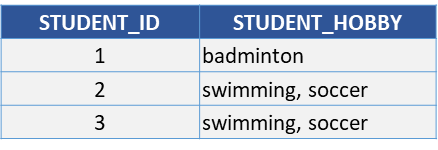 STUDENT_ID STUDENT_HOBBY
1 badminton
2 swimming, soccer
3 swimming, soccer